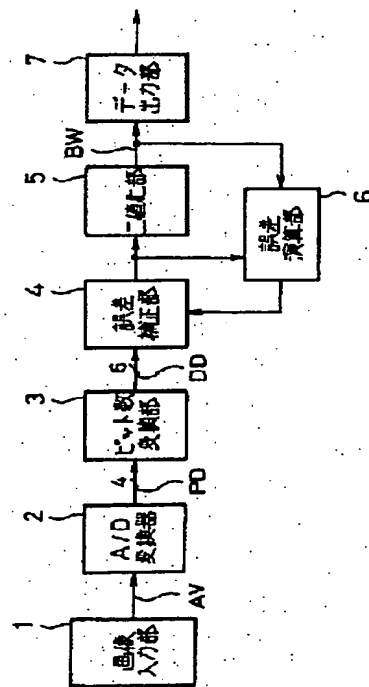 1
画像
入力部
AV
2
A/D
変換器
4
PD
3
ビット数
変換部
6
DD
4
誤差
補正部
5
二値化部
BW
6
誤差
演算部
7
データ
出力部